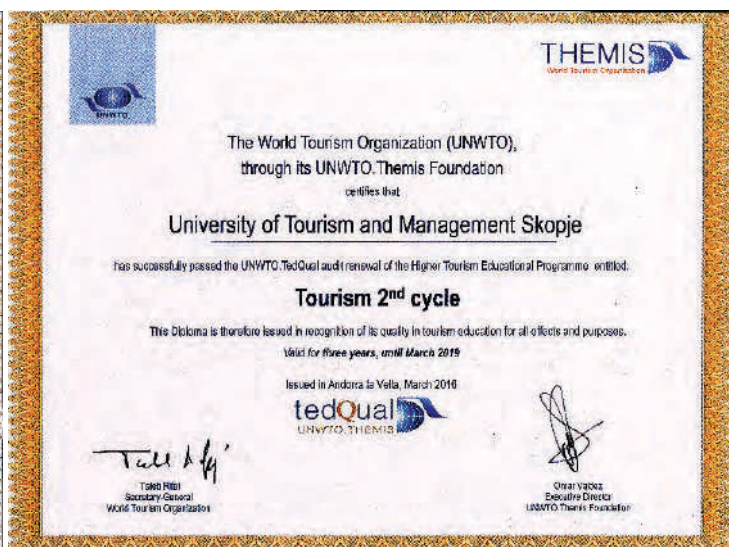 UNWTO
THEMIS
World Tourism Organization
The World Tourism Organization (UNWTO),
through its UNWTO.Themis Foundation
certifies that
University of Tourism and Management Skopje
has successfully passed the UNWTO.TedQual audit renewal of the Higher Tourism Educational Programme entitled:
Tourism 2nd cycle
This Diploma is therefore issued in recognition of its quality in tourism education for all effects and purposes.
Valid for three years, until March 2019
Issued in Andorra la Vella, March 2016
tedQual
UNWTO.THEMIS
Taleb Rifai
Secretary-General
World Tourism Organization
Omar Valdez
Executive Director
UNWTO Themis Foundation